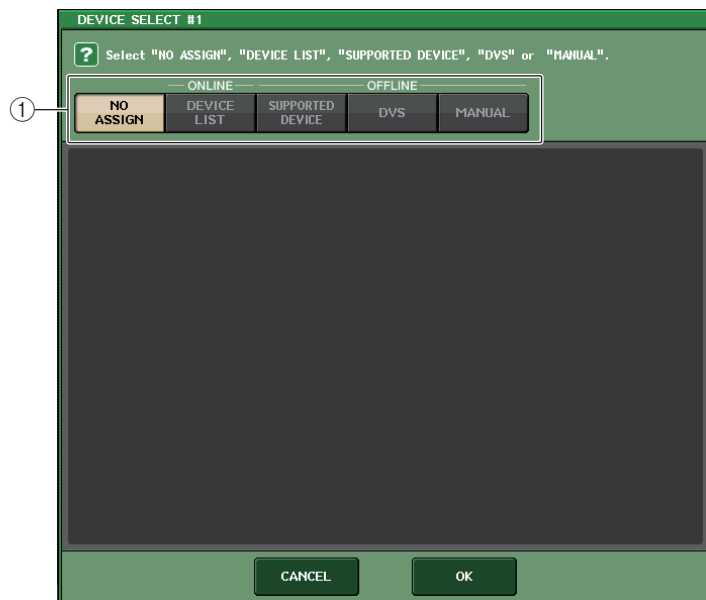 DEVICE SELECT #1
? Select "NO ASSIGN", "DEVICE LIST", "SUPPORTED DEVICE", "DVS" or "MANUAL".
ONLINE OFFLINE
1
NO ASSIGN
DEVICE LIST
SUPPORTED DEVICE
DVS
MANUAL
CANCEL OK